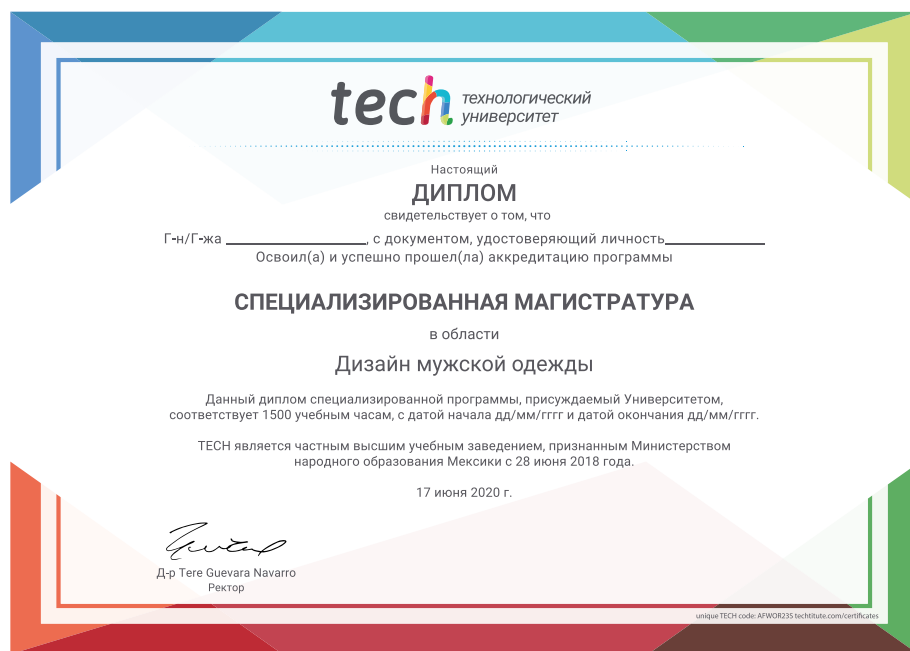 tech технологический
университет
Настоящий
ДИПЛОМ
свидетельствует о том, что
Г-н/Г-жа ____________________, с документом, удостоверяющий личность______________
Освоил(а) и успешно прошел(ла) аккредитацию программы
СПЕЦИАЛИЗИРОВАННАЯ МАГИСТРАТУРА
в области
Дизайн мужской одежды
Данный диплом специализированной программы, присуждаемый Университетом,
соответствует 1500 учебным часам, с датой начала дд/мм/гггг и датой окончания дд/мм/гггг.
TECH является частным высшим учебным заведением, признанным Министерством
народного образования Мексики с 28 июня 2018 года.
17 июня 2020 г.
Д-р Tere Guevara Navarro
Ректор
unique TECH code: AFWOR235 techtitute.com/certificates